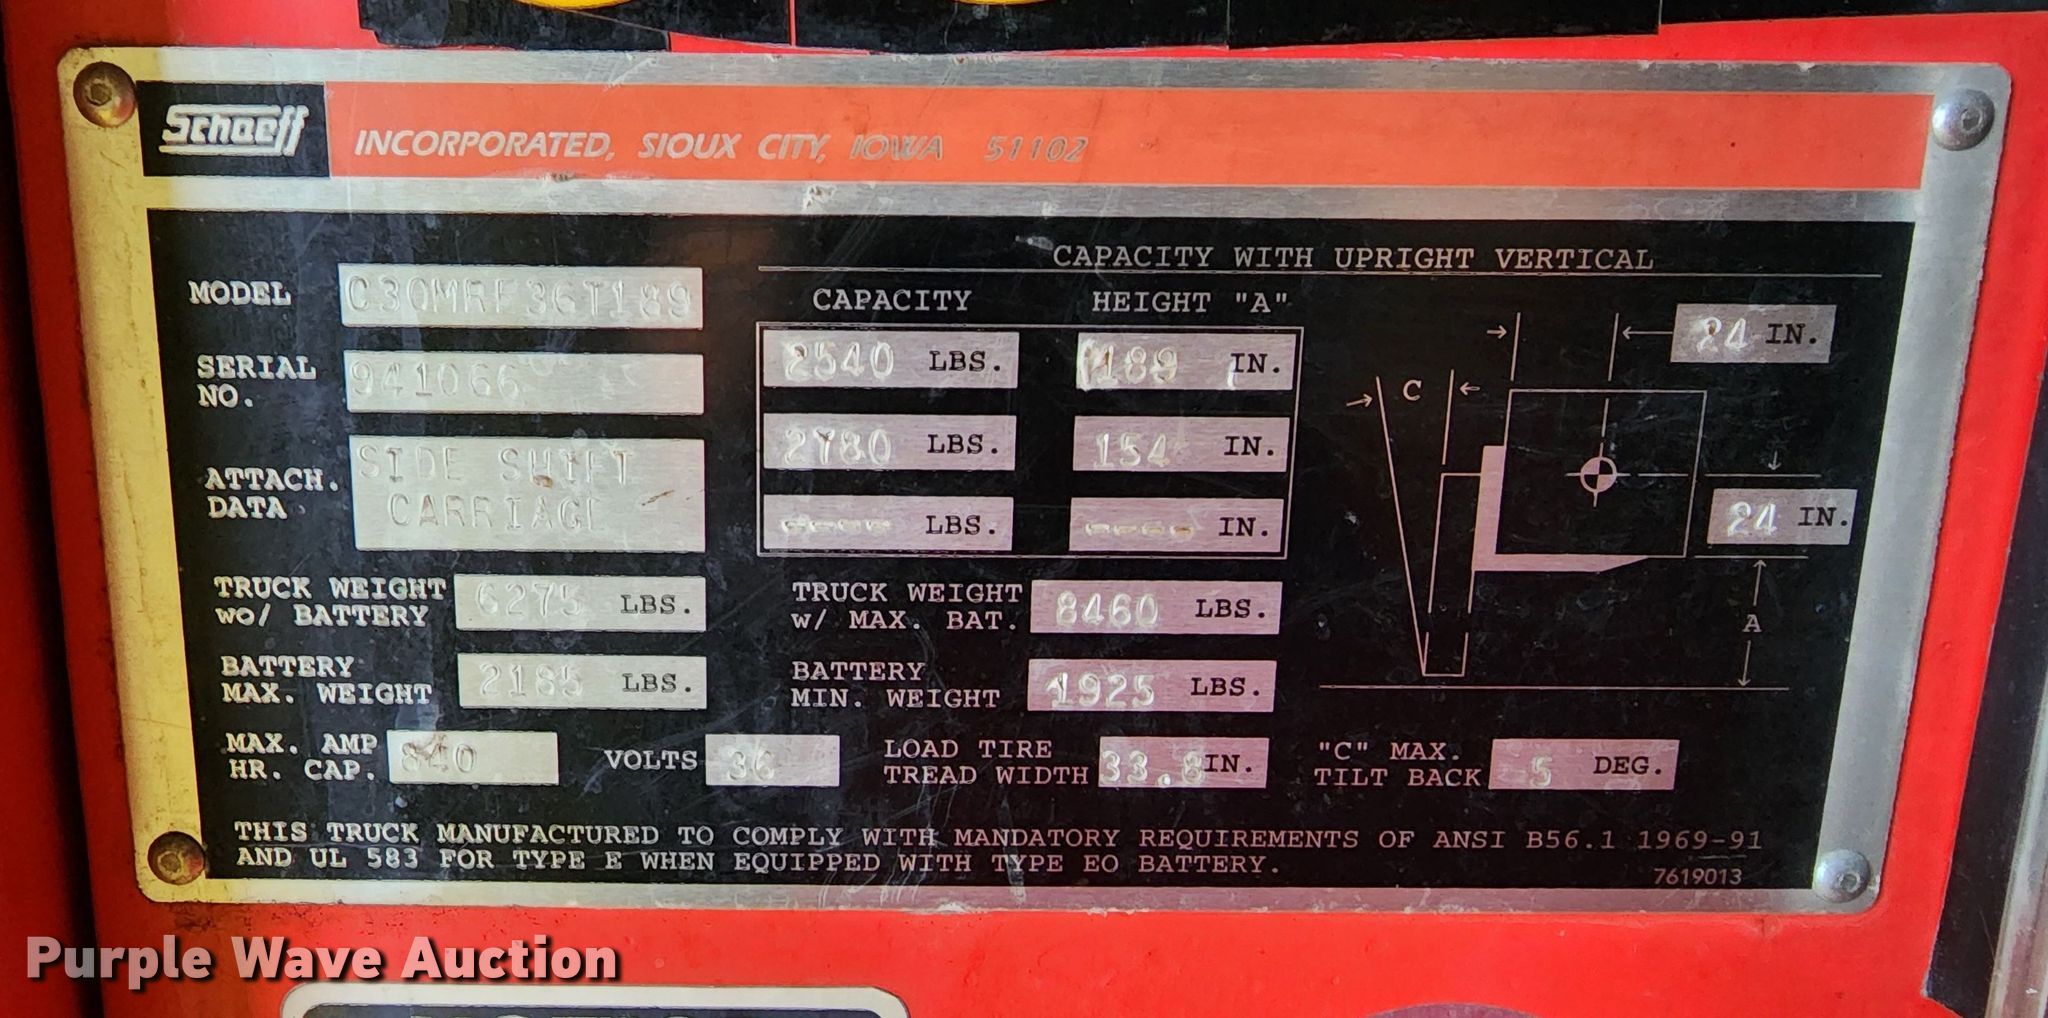 Schaeff INCORPORATED, SIOUX CITY, IOWA 51102
CAPACITY WITH UPRIGHT VERTICAL
MODEL C30MRP36T189
SERIAL NO. 941066
ATTACH. DATA SIDE SHIFT CARRIAGE
CAPACITY HEIGHT "A"
2540 LBS. 189 IN.
2780 LBS. 154 IN.
---- LBS. ---- IN.
24 IN.
C
24 IN.
A
TRUCK WEIGHT wo/ BATTERY 6275 LBS.
TRUCK WEIGHT w/ MAX. BAT. 8460 LBS.
BATTERY MAX. WEIGHT 2185 LBS.
BATTERY MIN. WEIGHT 1925 LBS.
MAX. AMP HR. CAP. 840
VOLTS 36
LOAD TIRE TREAD WIDTH 33.8 IN.
"C" MAX. TILT BACK 5 DEG.
THIS TRUCK MANUFACTURED TO COMPLY WITH MANDATORY REQUIREMENTS OF ANSI B56.1 1969-91
AND UL 583 FOR TYPE E WHEN EQUIPPED WITH TYPE EO BATTERY.
7619013
Purple Wave Auction